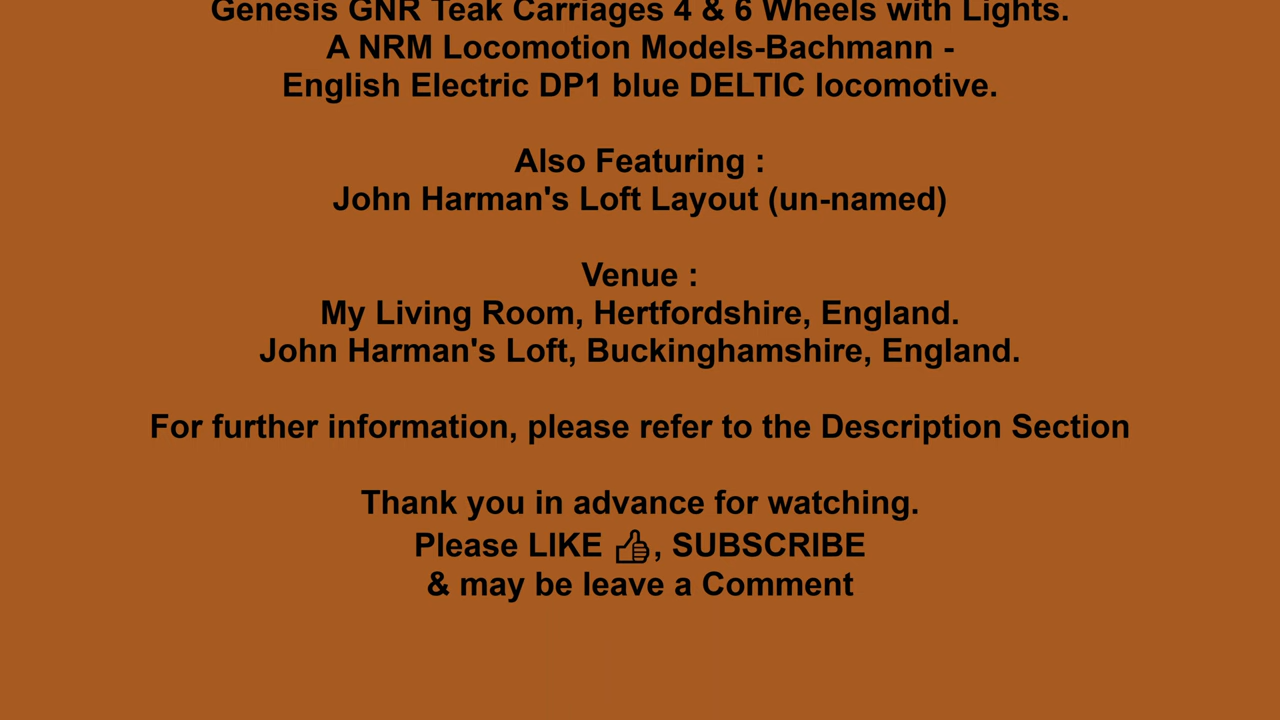 Genesis GNR Teak Carriages 4 & 6 Wheels with Lights.
A NRM Locomotion Models-Bachmann -
English Electric DP1 blue DELTIC locomotive.
Also Featuring :
John Harman's Loft Layout (un-named)
Venue :
My Living Room, Hertfordshire, England.
John Harman's Loft, Buckinghamshire, England.
For further information, please refer to the Description Section
Thank you in advance for watching.
Please LIKE 👍, SUBSCRIBE
& may be leave a Comment